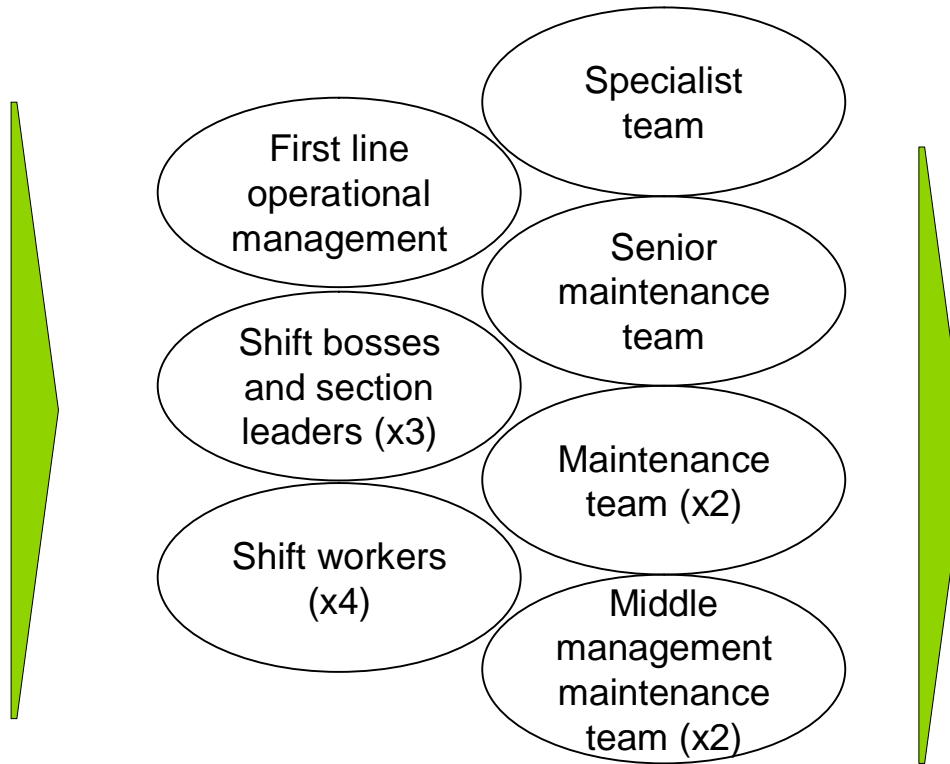 First line
operational
management
Shift bosses
and section
leaders (x3)
Shift workers
(x4)
Specialist
team
Senior
maintenance
team
Maintenance
team (x2)
Middle
management
maintenance
team (x2)